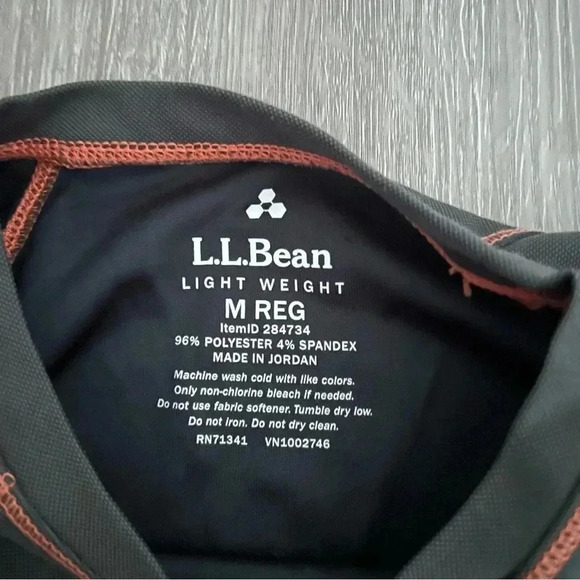 L.L.Bean
LIGHT WEIGHT
M REG
ItemID 284734
96% POLYESTER 4% SPANDEX
MADE IN JORDAN
Machine wash cold with like colors.
Only non-chlorine bleach if needed.
Do not use fabric softener. Tumble dry low.
Do not iron. Do not dry clean.
RN71341 VN1002746